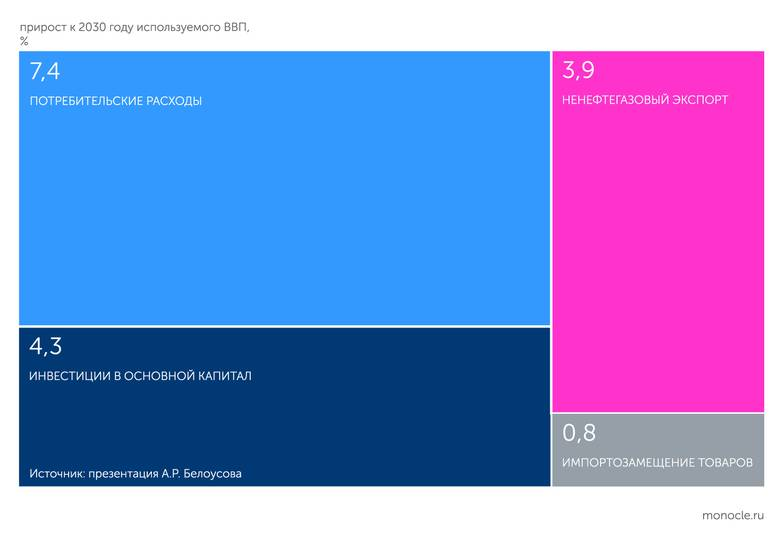 прирост к 2030 году используемого ВВП,
%
7,4
ПОТРЕБИТЕЛЬСКИЕ РАСХОДЫ
3,9
НЕНЕФТЕГАЗОВЫЙ ЭКСПОРТ
4,3
ИНВЕСТИЦИИ В ОСНОВНОЙ КАПИТАЛ
0,8
ИМПОРТОЗАМЕЩЕНИЕ ТОВАРОВ
Источник: презентация А.Р. Белоусова
monocle.ru